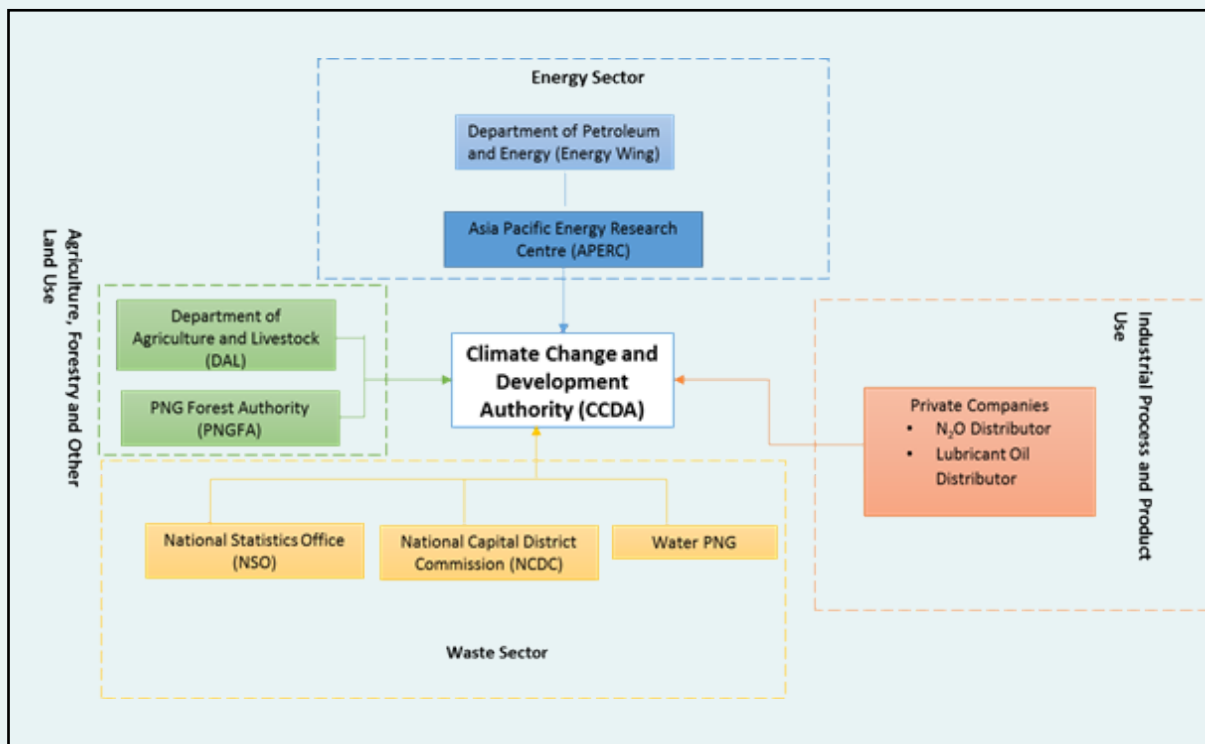 Energy Sector
Department of Petroleum
and Energy (Energy Wing)
Asia Pacific Energy Research
Centre (APERC)
Agriculture, Forestry and Other
Land Use
Department of
Agriculture and Livestock
(DAL)
PNG Forest Authority
(PNGFA)
Climate Change and
Development
Authority (CCDA)
Industrial Process and Product
Use
Private Companies
• N₂O Distributor
• Lubricant Oil
Distributor
National Statistics Office
(NSO)
National Capital District
Commission (NCDC)
Water PNG
Waste Sector